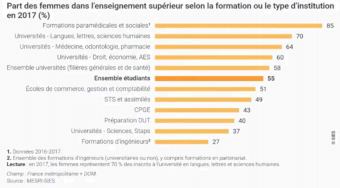 Part des femmes dans l'enseignement supérieur selon la formation ou le type d'institution
en 2017 (%)
Formations paramédicales et sociales¹ 85
Universités - Langues, lettres, sciences humaines 70
Universités - Médecine, odontologie, pharmacie 64
Universités - Droit, économie, AES 60
Ensemble universités (filières générales et de santé) 58
Ensemble étudiants 55
Écoles de commerce, gestion et comptabilité 51
STS et assimilés 49
CPGE 43
Préparation DUT 40
Universités - Sciences, Staps 37
Formations d'ingénieurs² 27
1. Données 2016-2017
2. Ensemble des formations d'ingénieurs (universitaires ou non), y compris formations en partenariat.
Lecture : en 2017, les femmes représentent 70 % des inscrits à l'université en langues, lettres et sciences humaines.
Champ : France métropolitaine + DOM
Source : MESRI-SIES.
© SIES